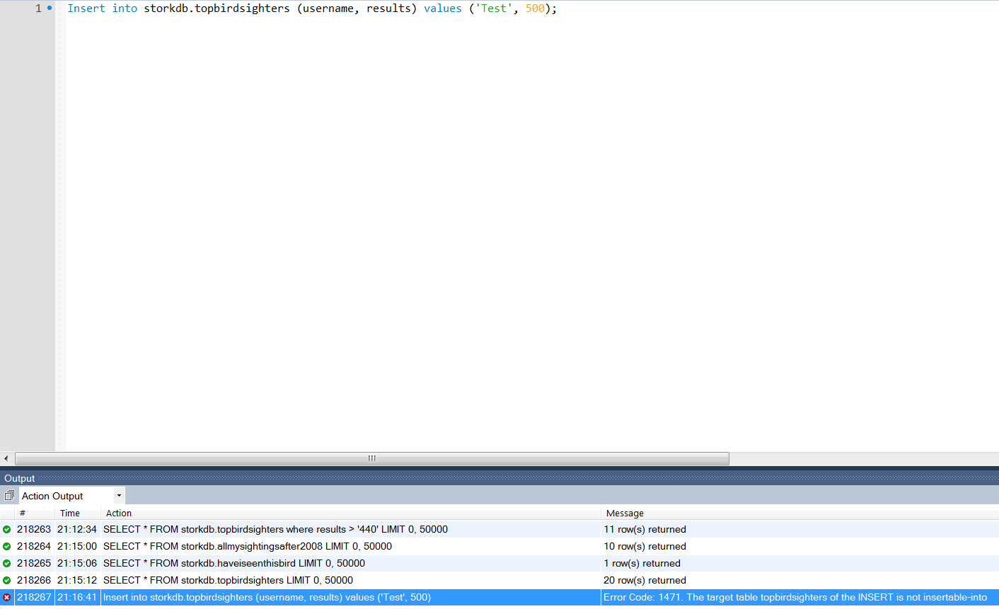 1 Insert into storkdb.topbirdsighters (username, results) values ('Test', 500);
Output
Action Output
# Time Action Message
218263 21:12:34 SELECT * FROM storkdb.topbirdsighters where results > '440' LIMIT 0, 50000 11 row(s) returned
218264 21:15:00 SELECT * FROM storkdb.allmysightingsafter2008 LIMIT 0, 50000 10 row(s) returned
218265 21:15:06 SELECT * FROM storkdb.haveiseenthisbird LIMIT 0, 50000 1 row(s) returned
218266 21:15:12 SELECT * FROM storkdb.topbirdsighters LIMIT 0, 50000 20 row(s) returned
218267 21:16:41 Insert into storkdb.topbirdsighters (username, results) values ('Test', 500) Error Code: 1471. The target table topbirdsighters of the INSERT is not insertable-into